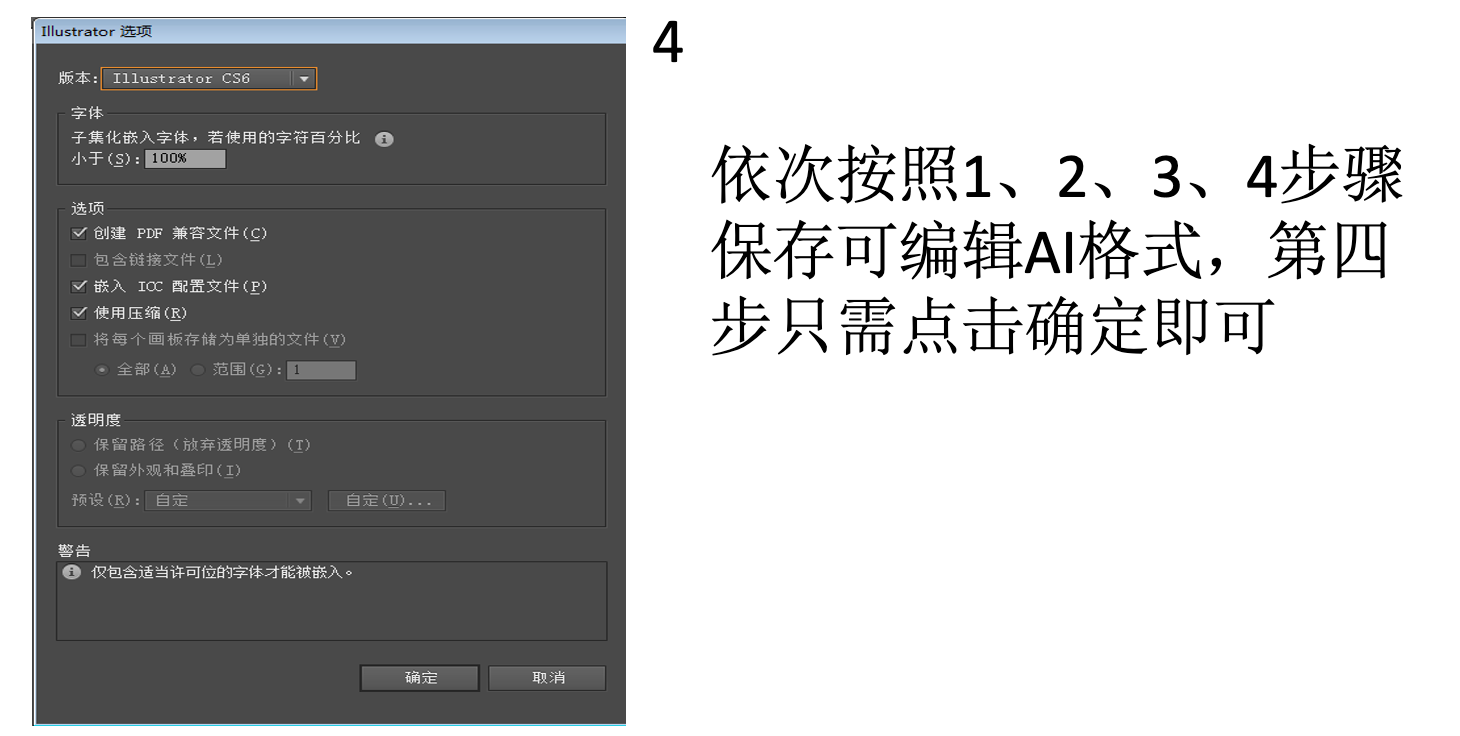 Illustrator 选项
4
版本: Illustrator CS6
字体
子集化嵌入字体，若使用的字符百分比
小于(S): 100%
选项
创建 PDF 兼容文件(C)
包含链接文件(L)
嵌入 ICC 配置文件(P)
使用压缩(R)
将每个画板存储为单独的文件(V)
全部(A) 范围(G): 1
透明度
保留路径（放弃透明度）(T)
保留外观和叠印(I)
预设(R): 自定 自定(U)...
警告
仅包含适当许可位的字体才能被嵌入。
确定 取消
依次按照1、2、3、4步骤
保存可编辑AI格式，第四
步只需点击确定即可